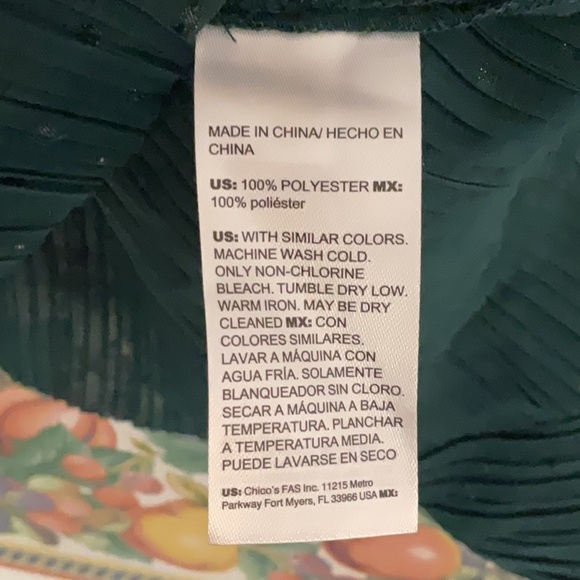 MADE IN CHINA/ HECHO EN
CHINA
US: 100% POLYESTER MX:
100% poliéster
US: WITH SIMILAR COLORS.
MACHINE WASH COLD.
ONLY NON-CHLORINE
BLEACH. TUMBLE DRY LOW.
WARM IRON. MAY BE DRY
CLEANED MX: CON
COLORES SIMILARES.
LAVAR A MÁQUINA CON
AGUA FRÍA. SOLAMENTE
BLANQUEADOR SIN CLORO.
SECAR A MÁQUINA A BAJA
TEMPERATURA. PLANCHAR
A TEMPERATURA MEDIA.
PUEDE LAVARSE EN SECO
US: Chico's FAS Inc. 11215 Metro
Parkway Fort Myers, FL 33966 USA MX: